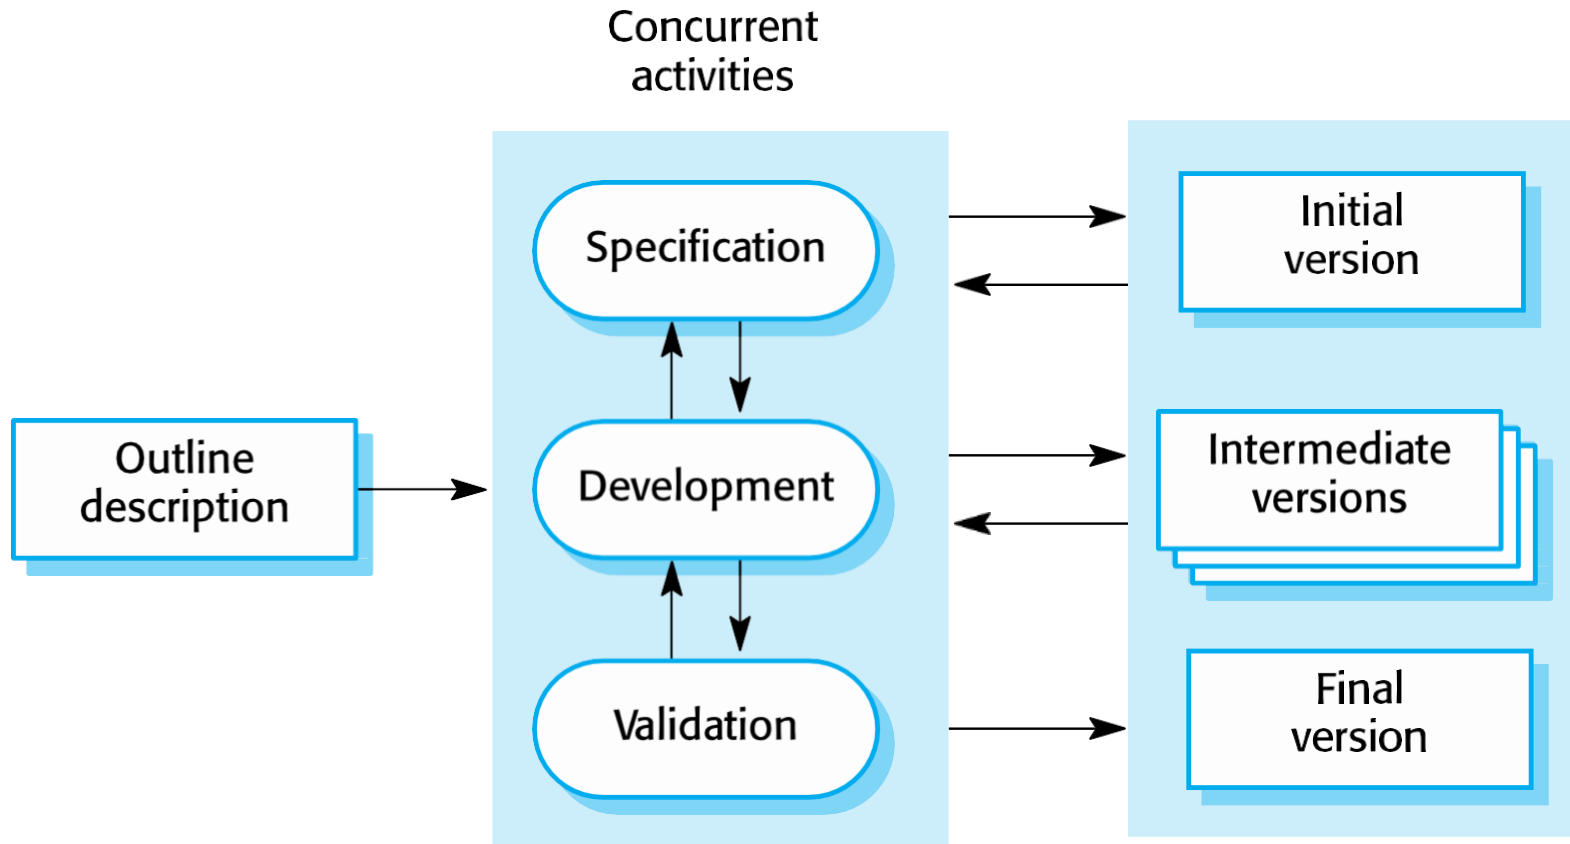 Concurrent
activities
Specification
Initial
version
Outline
description
Development
Intermediate
versions
Validation
Final
version